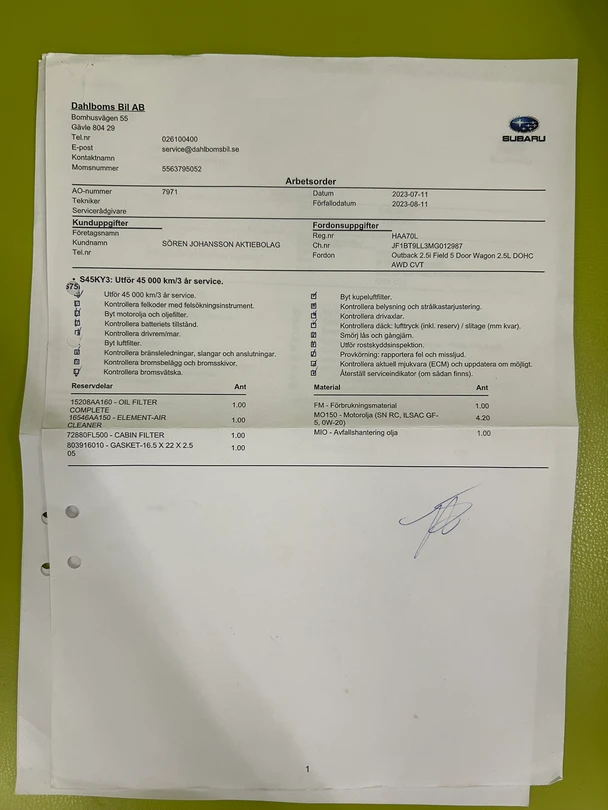 Dahlboms Bil AB
Bomhusvägen 55
Gävle 804 29
Tel.nr 026100400
E-post service@dahlbomsbil.se
Kontaktnamn
Momsnummer 5563795052
SUBARU
Arbetsorder
AO-nummer 7971
Tekniker
Servicerådgivare
Datum 2023-07-11
Förfallodatum 2023-08-11
Kunduppgifter
Företagsnamn
Kundnamn SÖREN JOHANSSON AKTIEBOLAG
Tel.nr
Fordonsuppgifter
Reg.nr HAA70L
Ch.nr JF1BT9LL3MG012987
Fordon Outback 2.5i Field 5 Door Wagon 2.5L DOHC
AWD CVT
• S45KY3: Utför 45 000 km/3 år service.
Utför 45 000 km/3 år service.
Kontrollera felkoder med felsökningsinstrument.
Byt motorolja och oljefilter.
Kontrollera batteriets tillstånd.
Kontrollera drivrem/mar.
Byt luftfilter.
Kontrollera bränsleledningar, slangar och anslutningar.
Kontrollera bromsbelägg och bromsskivor.
Kontrollera bromsvätska.
Byt kupeluftfilter.
Kontrollera belysning och strålkastarjustering.
Kontrollera drivaxlar.
Kontrollera däck: lufttryck (inkl. reserv) / slitage (mm kvar).
Smörj lås och gångjärn.
Utför rostskyddsinspektion.
Provkörning: rapportera fel och missljud.
Kontrollera aktuell mjukvara (ECM) och uppdatera om möjligt.
Återställ serviceindikator (om sådan finns).
Reservdelar Ant
15208AA160 - OIL FILTER
COMPLETE 1.00
16546AA150 - ELEMENT-AIR
CLEANER 1.00
72880FL500 - CABIN FILTER 1.00
803916010 - GASKET-16.5 X 22 X 2.5
05 1.00
Material Ant
FM - Förbrukningsmaterial 1.00
MO150 - Motorolja (SN RC, ILSAC GF-
5, 0W-20) 4.20
MIO - Avfallshantering olja 1.00
1